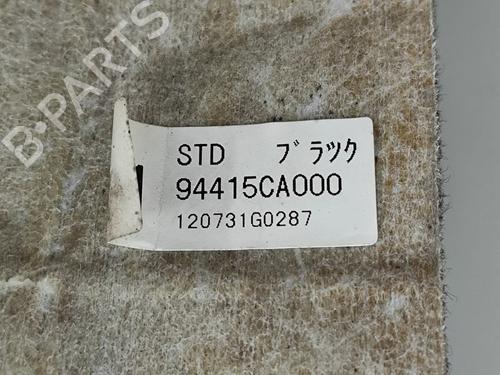 B-PARTS
STD ﾌﾞﾗｯｸ
94415CA000
120731G0287